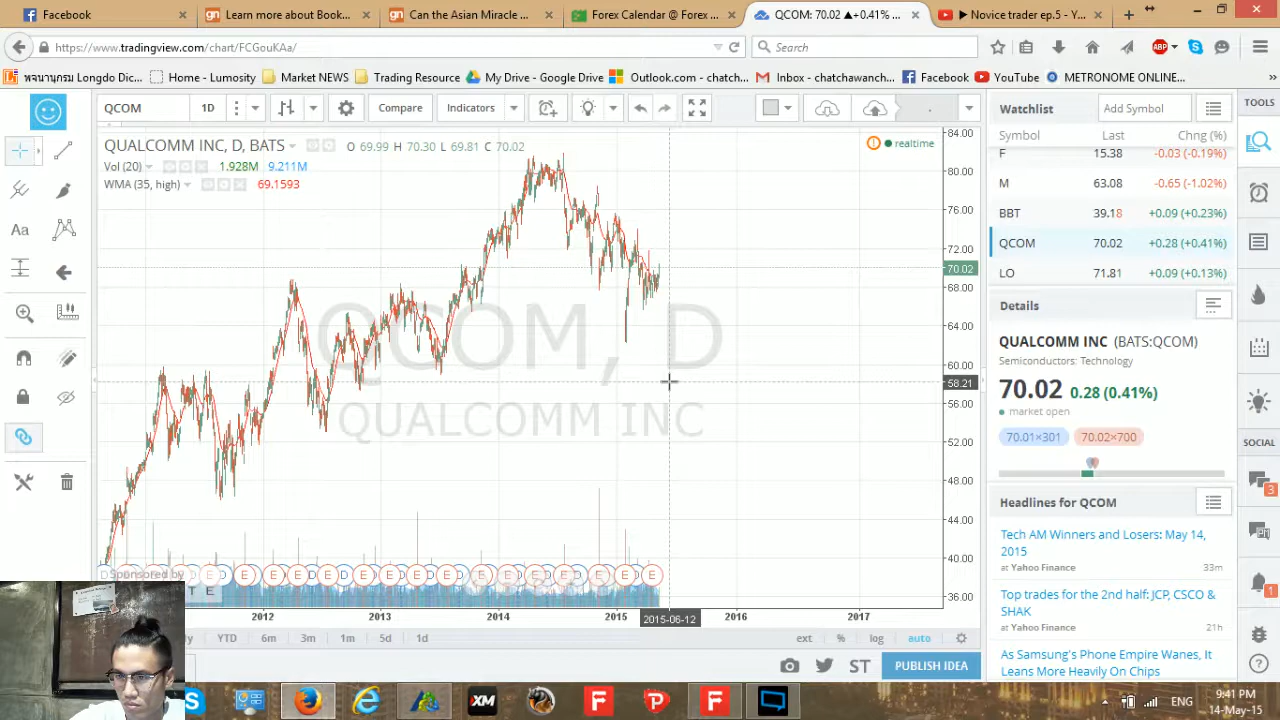 Facebook
Learn more about Book...
Can the Asian Miracle ...
Forex Calendar @ Forex ...
QCOM: 70.02 ▲+0.41% ...
▶ Novice trader ep.5 - Y...
https://www.tradingview.com/chart/FCGouKAa/
Search
ABP
พจนานุกรม Longdo Dic...
Home - Lumosity
Market NEWS
Trading Resource
My Drive - Google Drive
Outlook.com - chatch...
Inbox - chatchawanch...
Facebook
YouTube
METRONOME ONLINE...
QCOM
1D
Compare
Indicators
QUALCOMM INC, D, BATS
O 69.99 H 70.30 L 69.81 C 70.02
realtime
Vol (20)
1.928M 9.211M
WMA (35, high)
69.1593
QCOM, D
QUALCOMM INC
84.00
80.00
76.00
72.00
70.02
68.00
64.00
60.00
58.21
56.00
52.00
48.00
44.00
40.00
36.00
Sponsored by
2012
2013
2014
2015
2015-06-12
2016
2017
YTD
6m
3m
1m
5d
1d
ext
%
log
auto
ST
PUBLISH IDEA
Watchlist
Add Symbol
Symbol Last Chng (%)
F 15.38 -0.03 (-0.19%)
M 63.08 -0.65 (-1.02%)
BBT 39.18 +0.09 (+0.23%)
QCOM 70.02 +0.28 (+0.41%)
LO 71.81 +0.09 (+0.13%)
Details
QUALCOMM INC (BATS:QCOM)
Semiconductors: Technology
70.02 0.28 (0.41%)
market open
70.01×301 70.02×700
Headlines for QCOM
Tech AM Winners and Losers: May 14,
2015
at Yahoo Finance
33m
Top trades for the 2nd half: JCP, CSCO &
SHAK
at Yahoo Finance
21h
As Samsung's Phone Empire Wanes, It
Leans More Heavily On Chips
TOOLS
SOCIAL
3
1
XM
ENG
9:41 PM
14-May-15